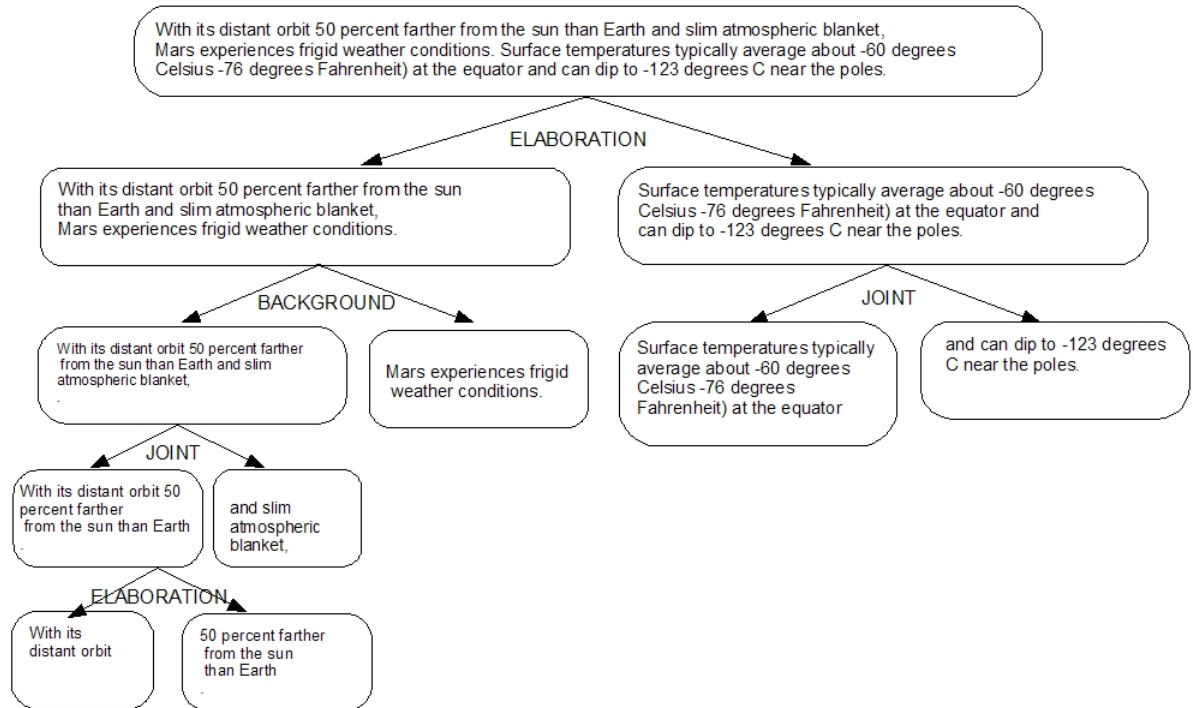 With its distant orbit 50 percent farther from the sun than Earth and slim atmospheric blanket,
Mars experiences frigid weather conditions. Surface temperatures typically average about -60 degrees
Celsius -76 degrees Fahrenheit) at the equator and can dip to -123 degrees C near the poles.
ELABORATION
With its distant orbit 50 percent farther from the sun
than Earth and slim atmospheric blanket,
Mars experiences frigid weather conditions.
Surface temperatures typically average about -60 degrees
Celsius -76 degrees Fahrenheit) at the equator and
can dip to -123 degrees C near the poles.
BACKGROUND
JOINT
With its distant orbit 50 percent farther
from the sun than Earth and slim
atmospheric blanket,
.
Mars experiences frigid
weather conditions.
Surface temperatures typically
average about -60 degrees
Celsius -76 degrees
Fahrenheit) at the equator
and can dip to -123 degrees
C near the poles.
JOINT
With its distant orbit 50
percent farther
from the sun than Earth
.
and slim
atmospheric
blanket,
ELABORATION
With its
distant orbit
50 percent farther
from the sun
than Earth
.